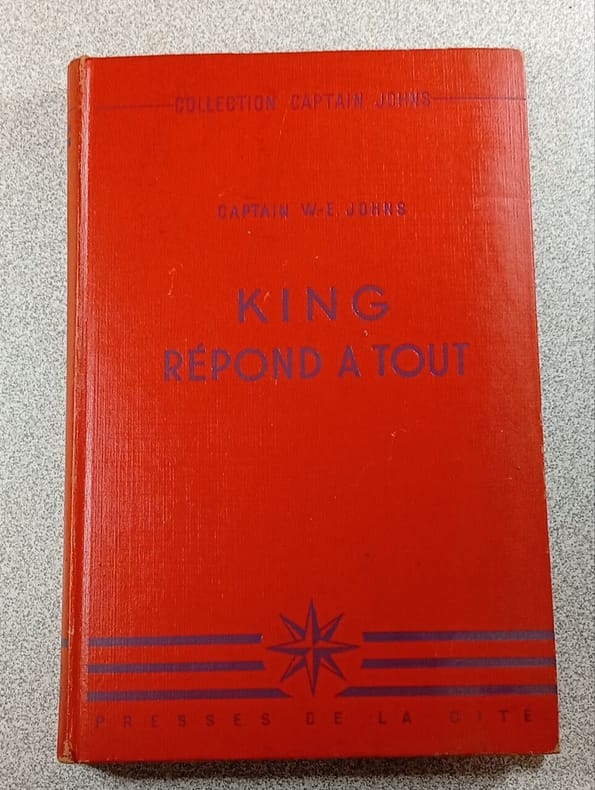 COLLECTION CAPTAIN JOHNS
CAPTAIN W.-E. JOHNS
KING
RÉPOND A TOUT
PRESSES DE LA CITÉ